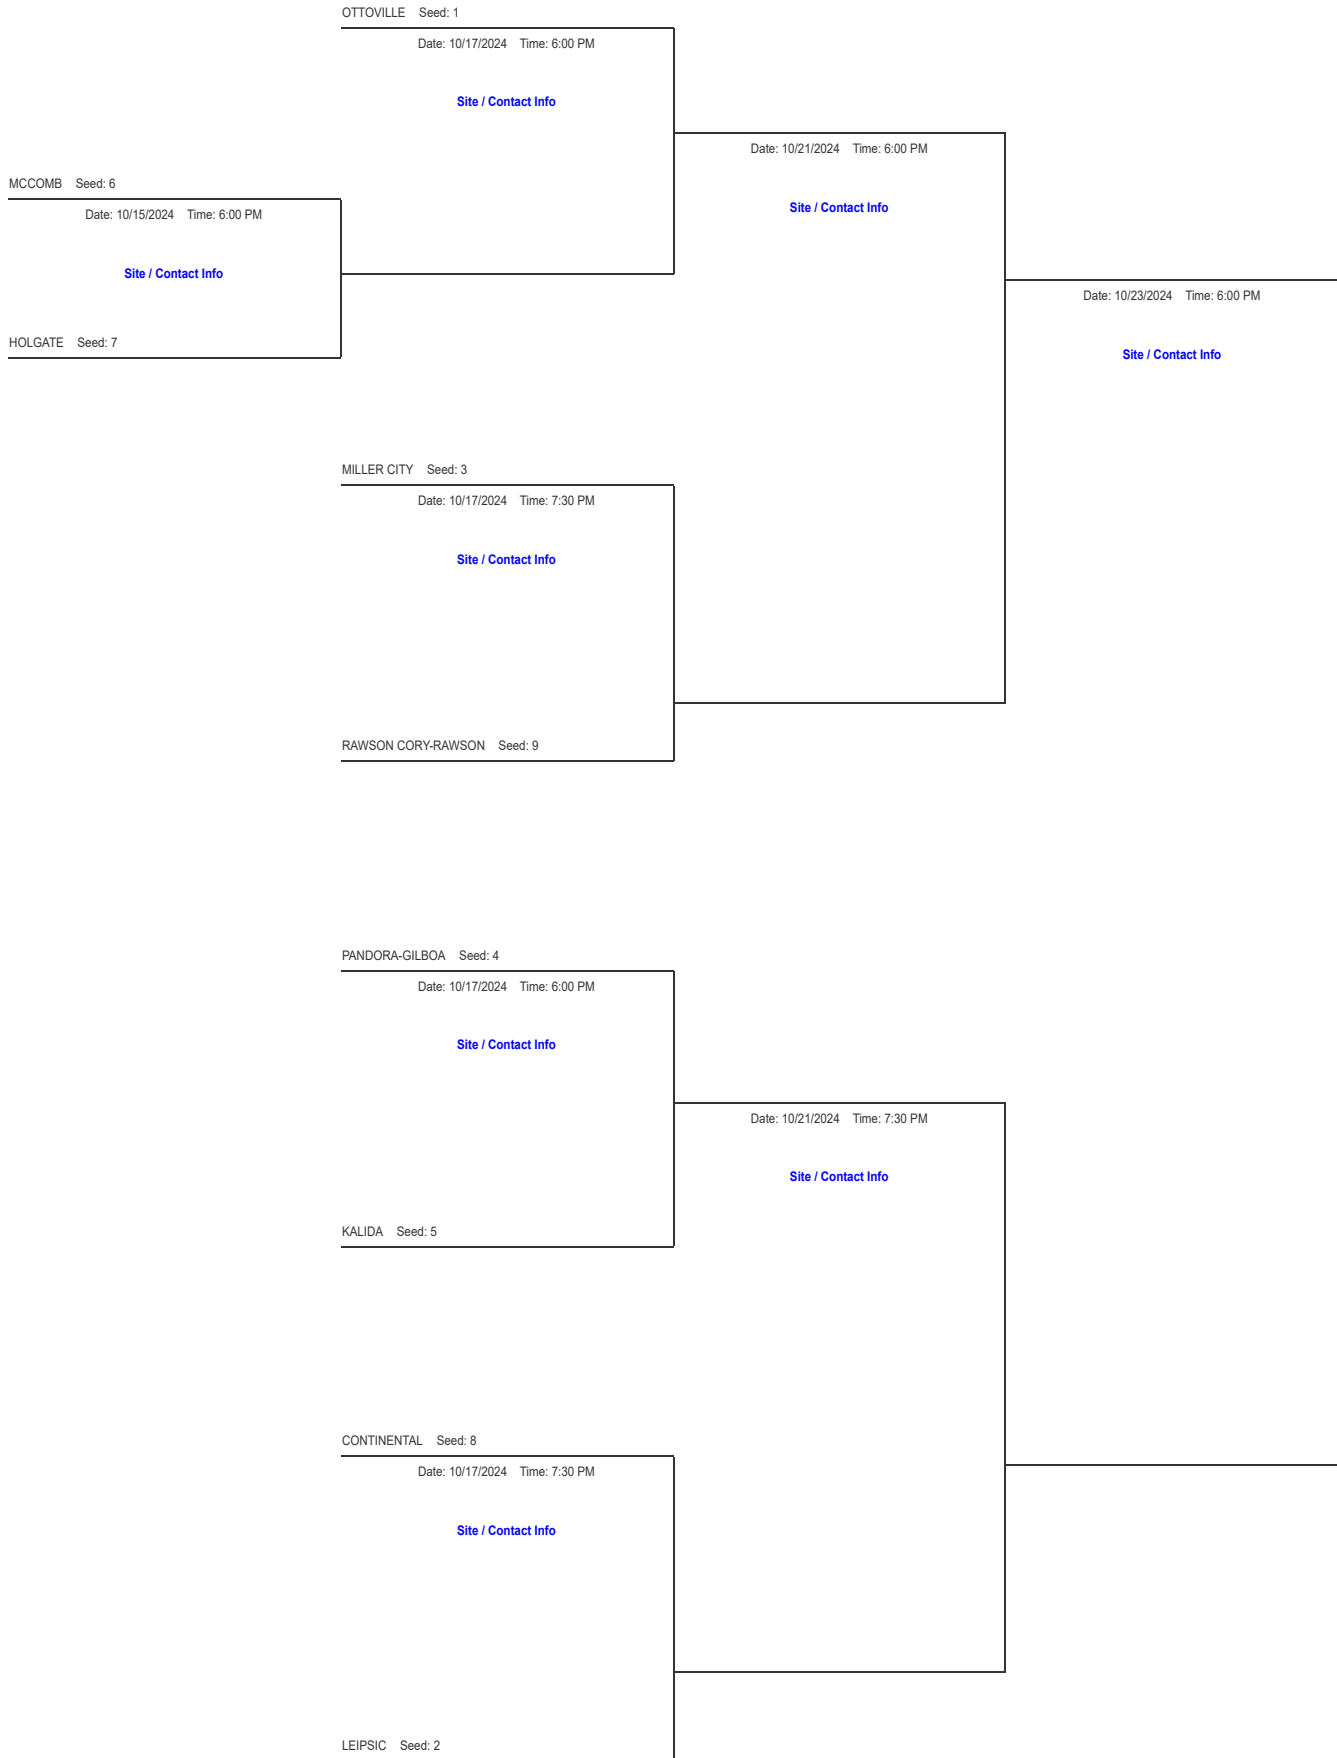 OTTOVILLE Seed: 1
Date: 10/17/2024 Time: 6:00 PM
Site / Contact Info
Date: 10/21/2024 Time: 6:00 PM
MCCOMB Seed: 6
Site / Contact Info
Date: 10/15/2024 Time: 6:00 PM
Site / Contact Info
Date: 10/23/2024 Time: 6:00 PM
HOLGATE Seed: 7
Site / Contact Info
MILLER CITY Seed: 3
Date: 10/17/2024 Time: 7:30 PM
Site / Contact Info
RAWSON CORY-RAWSON Seed: 9
PANDORA-GILBOA Seed: 4
Date: 10/17/2024 Time: 6:00 PM
Site / Contact Info
Date: 10/21/2024 Time: 7:30 PM
Site / Contact Info
KALIDA Seed: 5
CONTINENTAL Seed: 8
Date: 10/17/2024 Time: 7:30 PM
Site / Contact Info
LEIPSIC Seed: 2